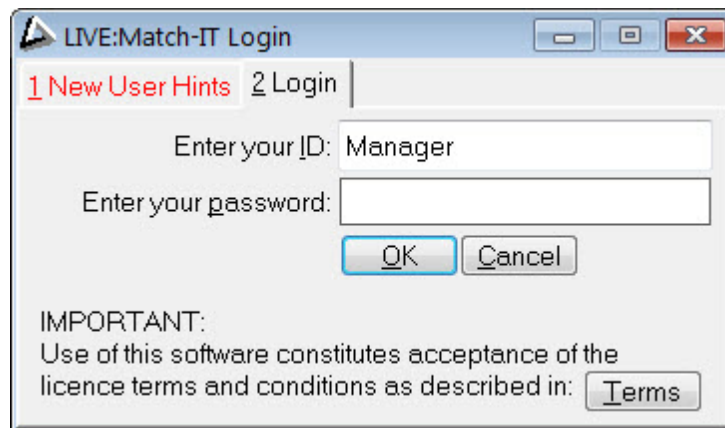 LIVE:Match-IT Login
1 New User Hints 2 Login
Enter your ID: Manager
Enter your password:
OK Cancel
IMPORTANT:
Use of this software constitutes acceptance of the
licence terms and conditions as described in: Terms